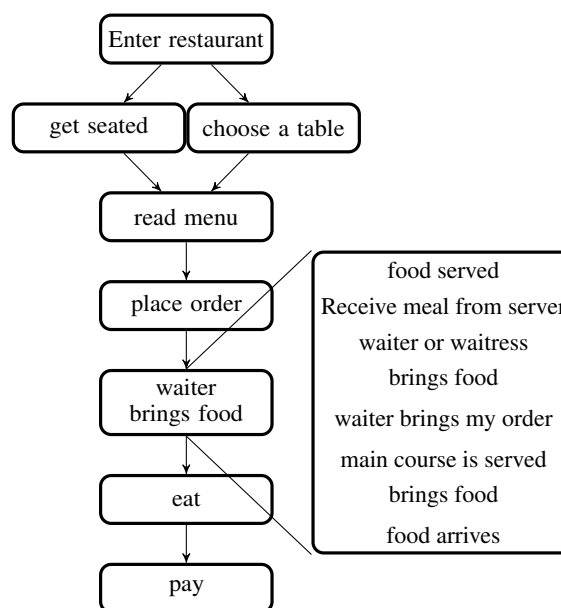 Enter restaurant
get seated
choose a table
read menu
place order
waiter
brings food
eat
pay
food served
Receive meal from server
waiter or waitress
brings food
waiter brings my order
main course is served
brings food
food arrives